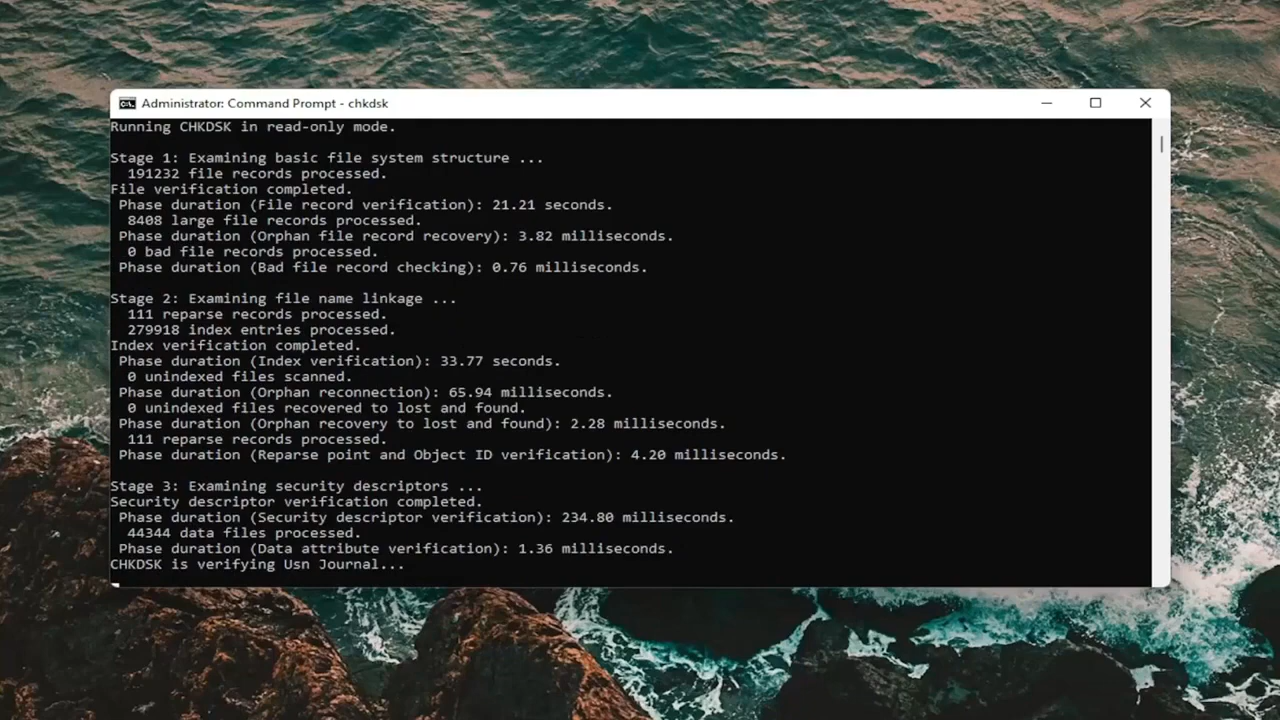 Administrator: Command Prompt - chkdsk
Running CHKDSK in read-only mode.
Stage 1: Examining basic file system structure ...
191232 file records processed.
File verification completed.
Phase duration (File record verification): 21.21 seconds.
8408 large file records processed.
Phase duration (Orphan file record recovery): 3.82 milliseconds.
0 bad file records processed.
Phase duration (Bad file record checking): 0.76 milliseconds.
Stage 2: Examining file name linkage ...
111 reparse records processed.
279918 index entries processed.
Index verification completed.
Phase duration (Index verification): 33.77 seconds.
0 unindexed files scanned.
Phase duration (Orphan reconnection): 65.94 milliseconds.
0 unindexed files recovered to lost and found.
Phase duration (Orphan recovery to lost and found): 2.28 milliseconds.
111 reparse records processed.
Phase duration (Reparse point and Object ID verification): 4.20 milliseconds.
Stage 3: Examining security descriptors ...
Security descriptor verification completed.
Phase duration (Security descriptor verification): 234.80 milliseconds.
44344 data files processed.
Phase duration (Data attribute verification): 1.36 milliseconds.
CHKDSK is verifying Usn Journal...